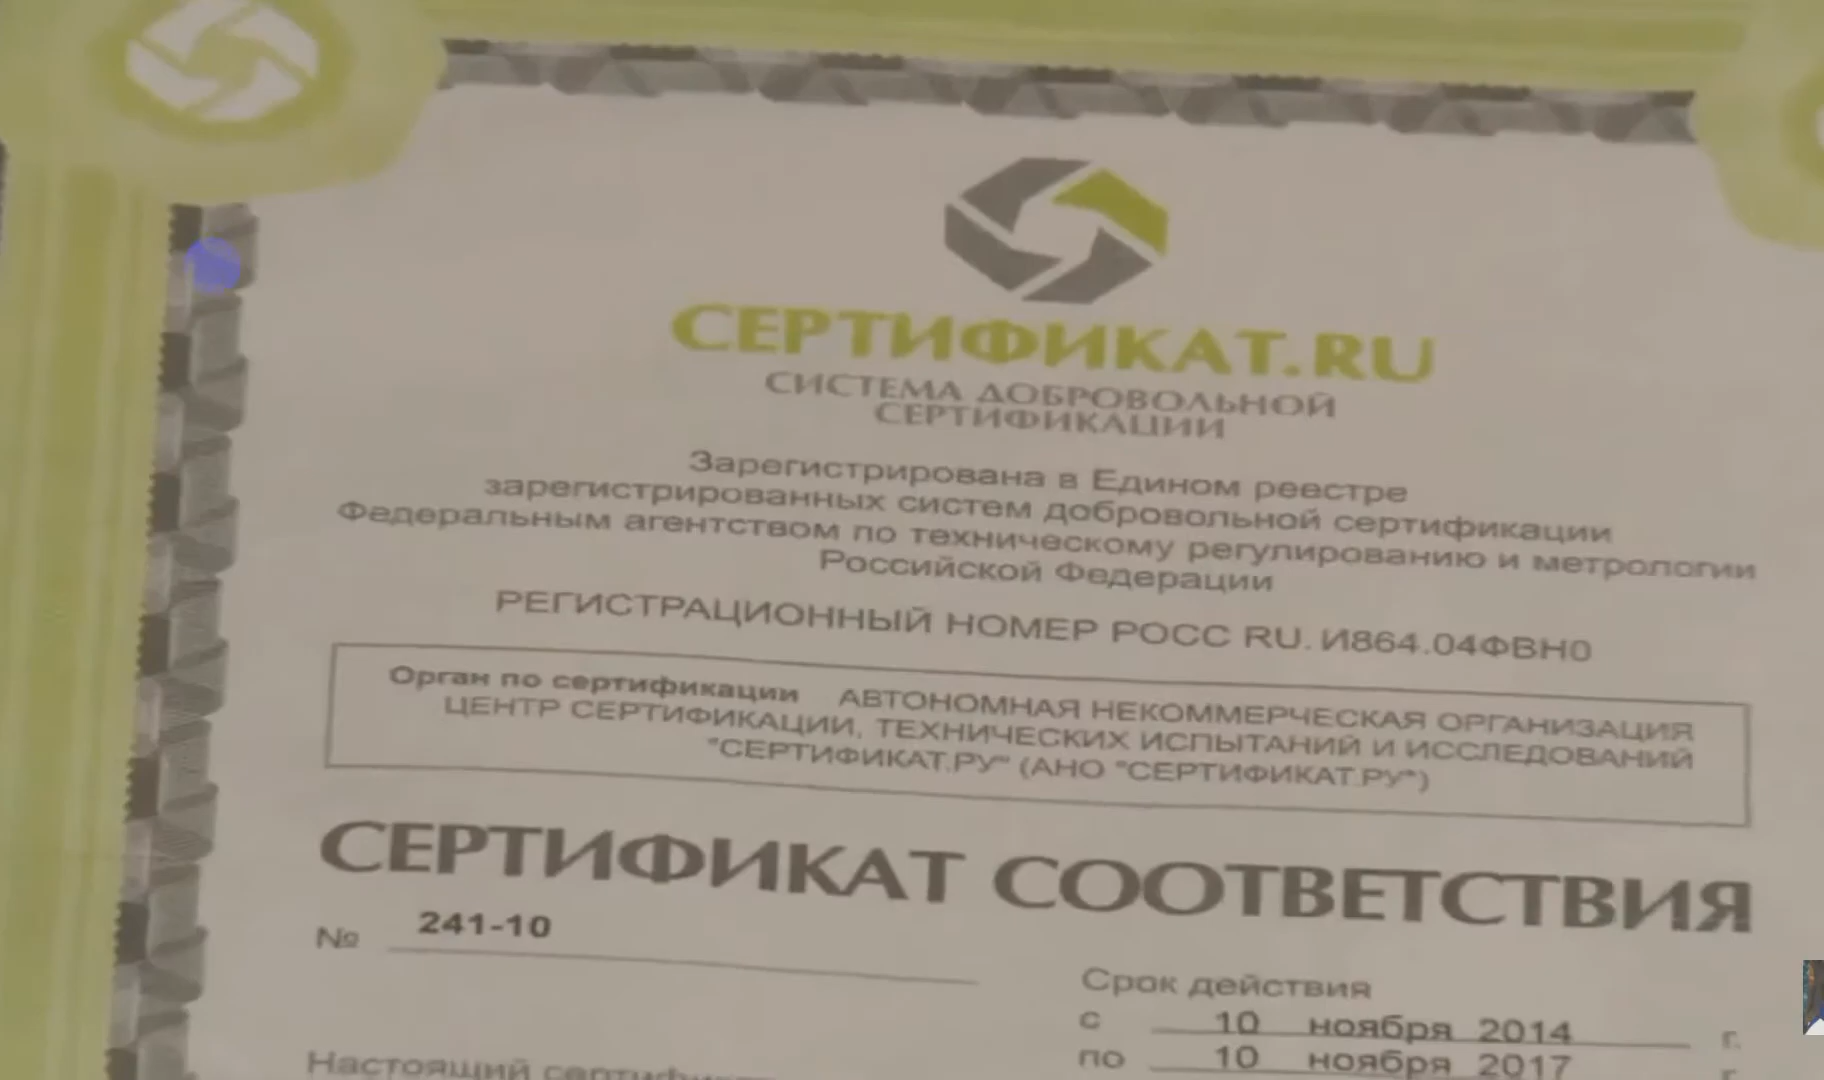 СЕРТИФИКАТ.RU
СИСТЕМА ДОБРОВОЛЬНОЙ
СЕРТИФИКАЦИИ
Зарегистрирована в Едином реестре
зарегистрированных систем добровольной сертификации
Федеральным агентством по техническому регулированию и метрологии
Российской Федерации
РЕГИСТРАЦИОННЫЙ НОМЕР РОСС RU. И864.04ФВН0
Орган по сертификации АВТОНОМНАЯ НЕКОММЕРЧЕСКАЯ ОРГАНИЗАЦИЯ
ЦЕНТР СЕРТИФИКАЦИИ, ТЕХНИЧЕСКИХ ИСПЫТАНИЙ И ИССЛЕДОВАНИЙ
"СЕРТИФИКАТ.РУ" (АНО "СЕРТИФИКАТ.РУ")
СЕРТИФИКАТ СООТВЕТСТВИЯ
№ 241-10
Срок действия
с 10 ноября 2014 г.
по 10 ноября 2017
Настоящий